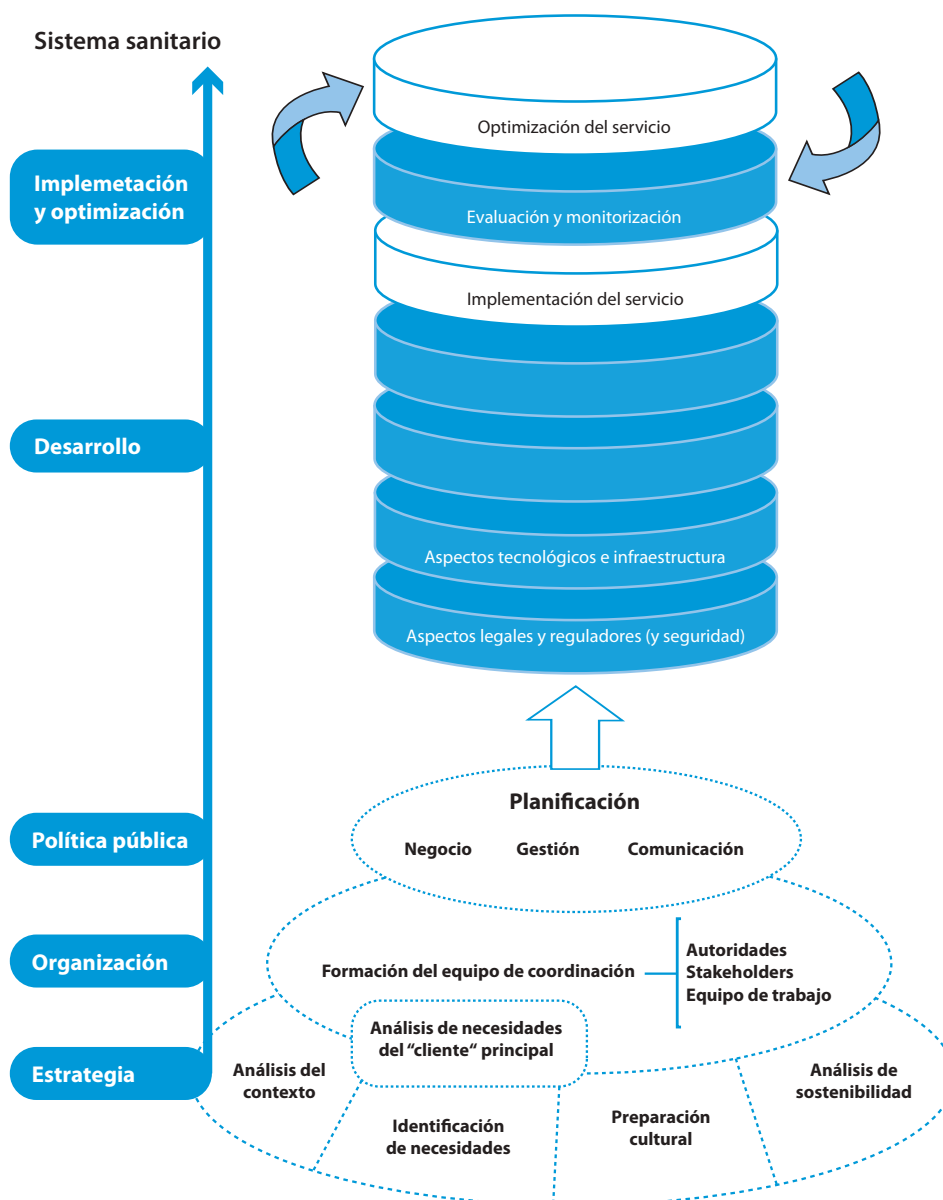 Sistema sanitario
Implemetación
y optimización
Desarrollo
Política pública
Organización
Estrategia
Optimización del servicio
Evaluación y monitorización
Implementación del servicio
Aspectos tecnológicos e infraestructura
Aspectos legales y reguladores (y seguridad)
Planificación
Negocio Gestión Comunicación
Formación del equipo de coordinación
Autoridades
Stakeholders
Equipo de trabajo
Análisis de necesidades
del “cliente“ principal
Análisis del
contexto
Identificación
de necesidades
Preparación
cultural
Análisis de
sostenibilidad